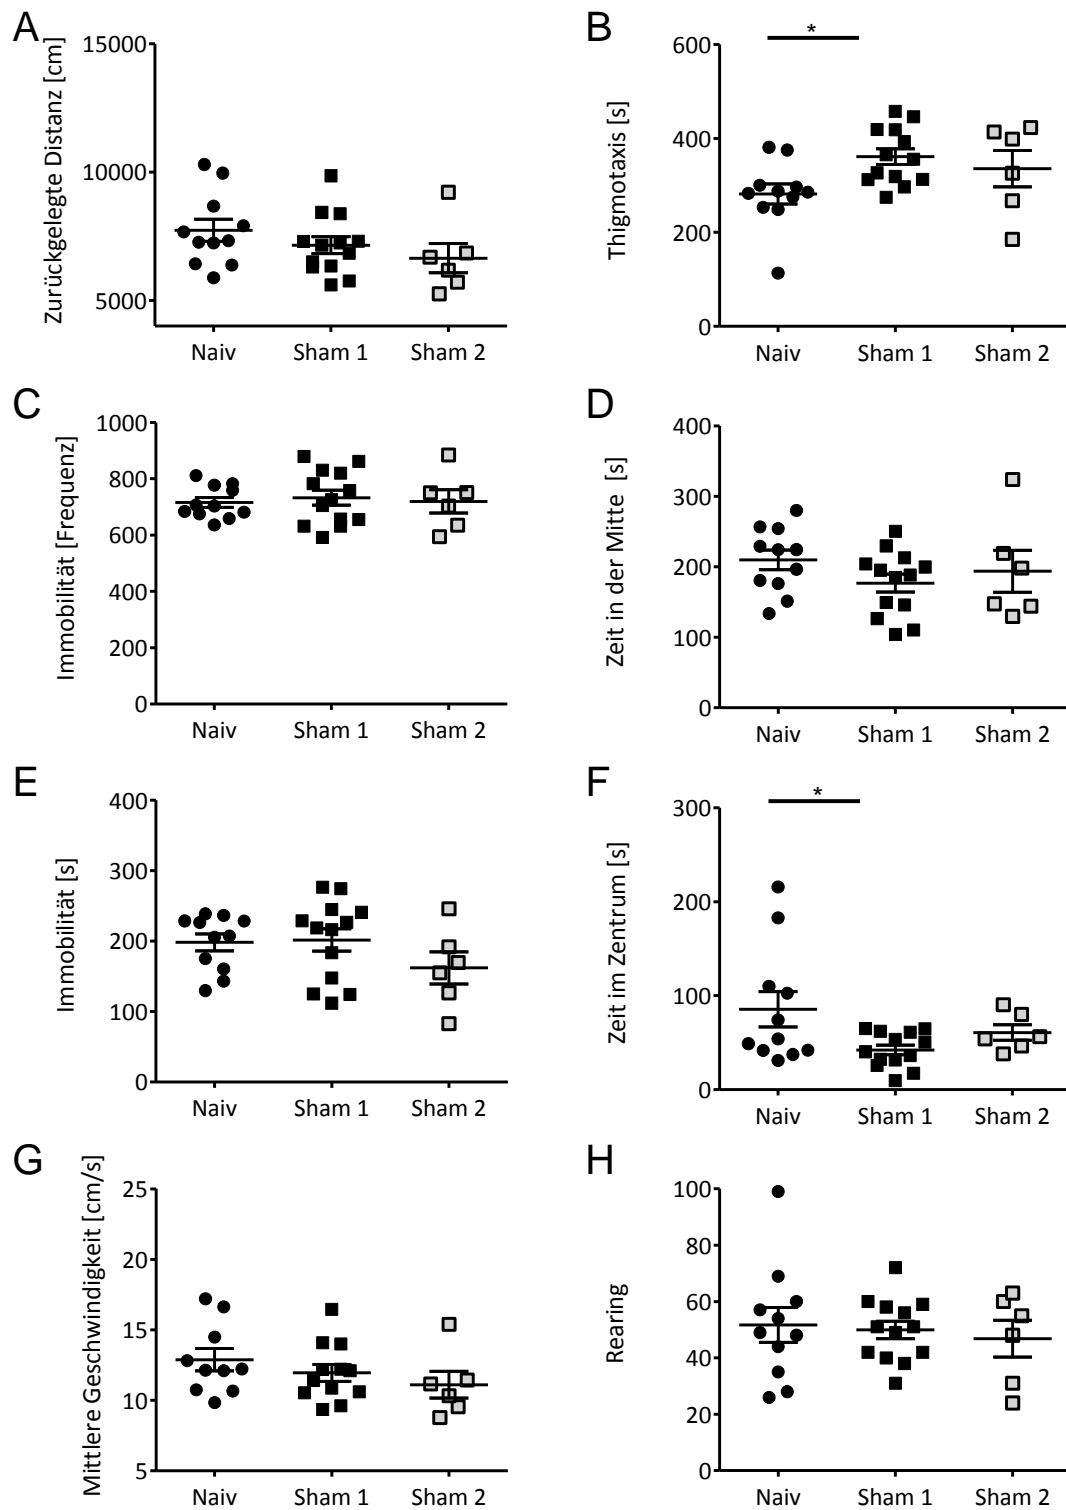 A
Zurückgelegte Distanz [cm]
15000
10000
5000
Naiv Sham 1 Sham 2
B
Thigmotaxis [s]
*
600
400
200
0
Naiv Sham 1 Sham 2
C
Immobilität [Frequenz]
1000
800
600
400
200
0
Naiv Sham 1 Sham 2
D
Zeit in der Mitte [s]
400
300
200
100
0
Naiv Sham 1 Sham 2
E
Immobilität [s]
400
300
200
100
0
Naiv Sham 1 Sham 2
F
Zeit im Zentrum [s]
*
300
200
100
0
Naiv Sham 1 Sham 2
G
Mittlere Geschwindigkeit [cm/s]
25
20
15
10
5
Naiv Sham 1 Sham 2
H
Rearing
100
80
60
40
20
0
Naiv Sham 1 Sham 2